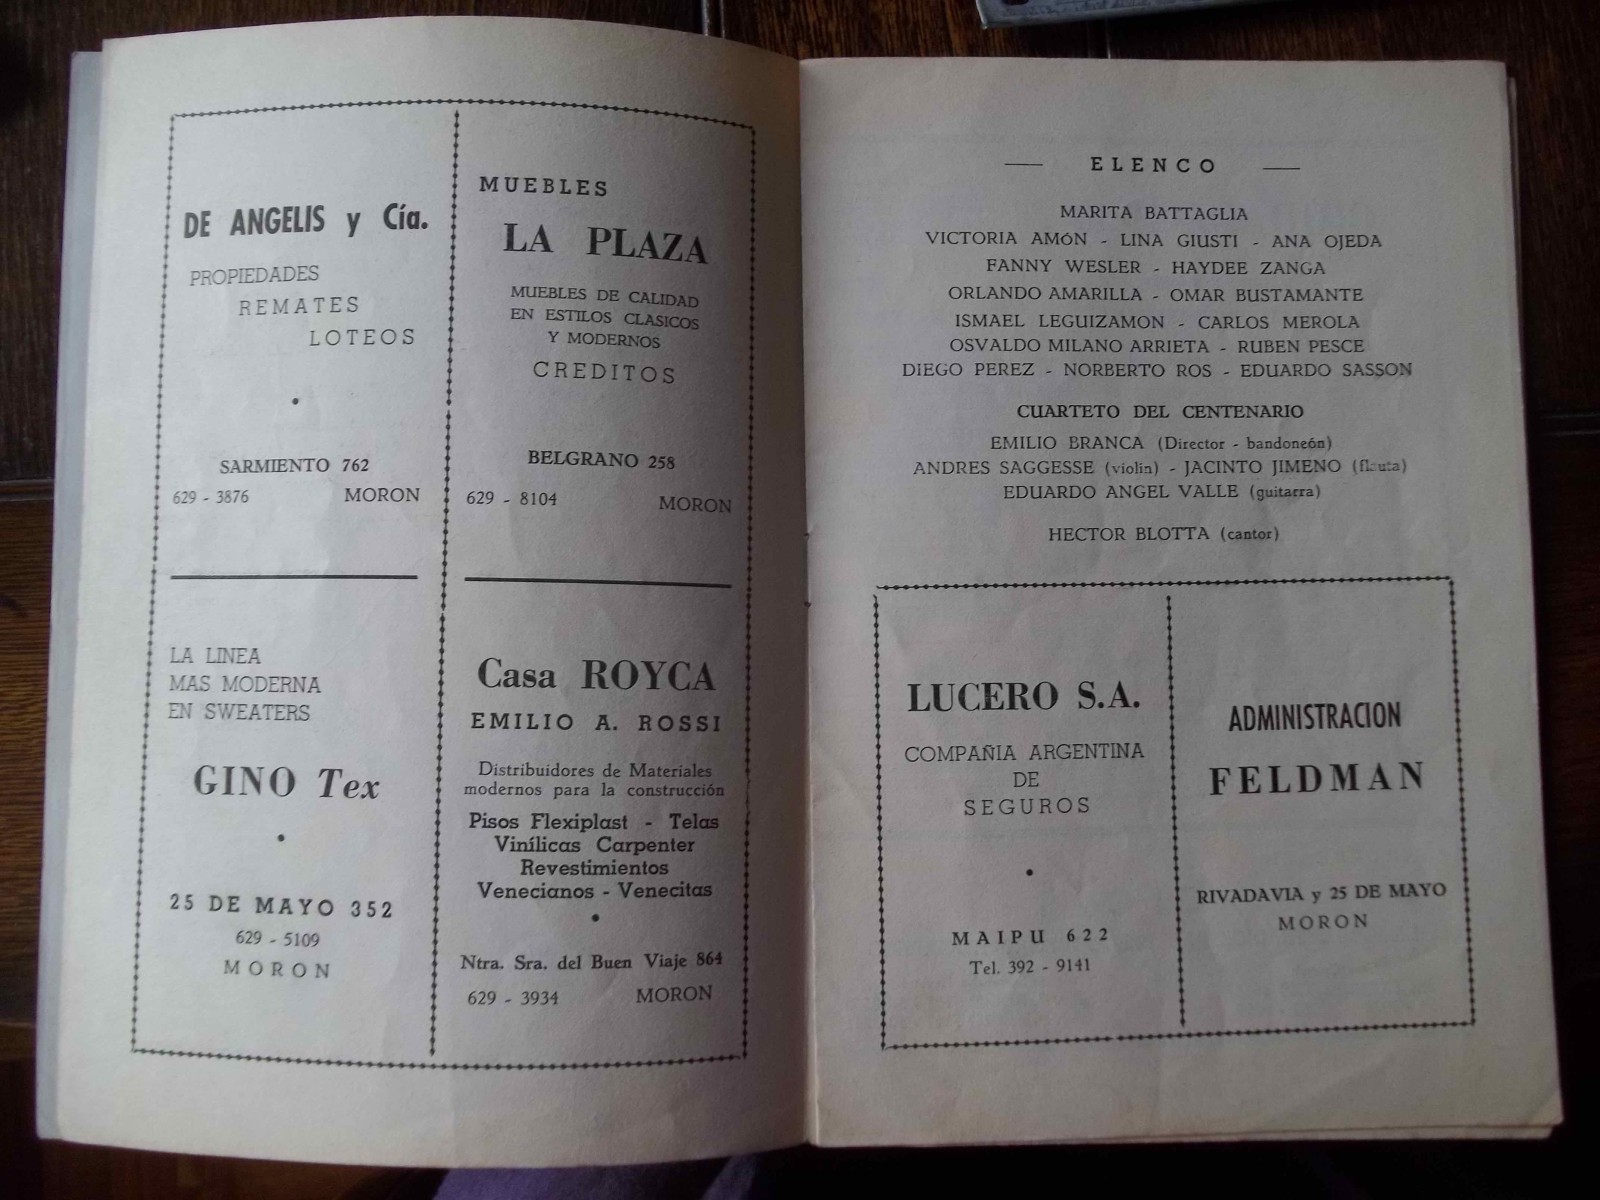 DE ANGELIS y Cía.
PROPIEDADES
REMATES
LOTEOS
SARMIENTO 762
629 - 3876 MORON
MUEBLES
LA PLAZA
MUEBLES DE CALIDAD
EN ESTILOS CLASICOS
Y MODERNOS
CREDITOS
BELGRANO 258
629 - 8104 MORON
LA LINEA
MAS MODERNA
EN SWEATERS
GINO Tex
25 DE MAYO 352
629 - 5109
MORON
Casa ROYCA
EMILIO A. ROSSI
Distribuidores de Materiales
modernos para la construcción
Pisos Flexiplast - Telas
Vinílicas Carpenter
Revestimientos
Venecianos - Venecitas
Ntra. Sra. del Buen Viaje 864
629 - 3934 MORON
— ELENCO —
MARITA BATTAGLIA
VICTORIA AMÓN - LINA GIUSTI - ANA OJEDA
FANNY WESLER - HAYDEE ZANGA
ORLANDO AMARILLA - OMAR BUSTAMANTE
ISMAEL LEGUIZAMON - CARLOS MEROLA
OSVALDO MILANO ARRIETA - RUBEN PESCE
DIEGO PEREZ - NORBERTO ROS - EDUARDO SASSON
CUARTETO DEL CENTENARIO
EMILIO BRANCA (Director - bandoneón)
ANDRES SAGGESSE (violín) - JACINTO JIMENO (flauta)
EDUARDO ANGEL VALLE (guitarra)
HECTOR BLOTTA (cantor)
LUCERO S.A.
COMPAÑIA ARGENTINA
DE
SEGUROS
MAIPU 622
Tel. 392 - 9141
ADMINISTRACION
FELDMAN
RIVADAVIA y 25 DE MAYO
MORON